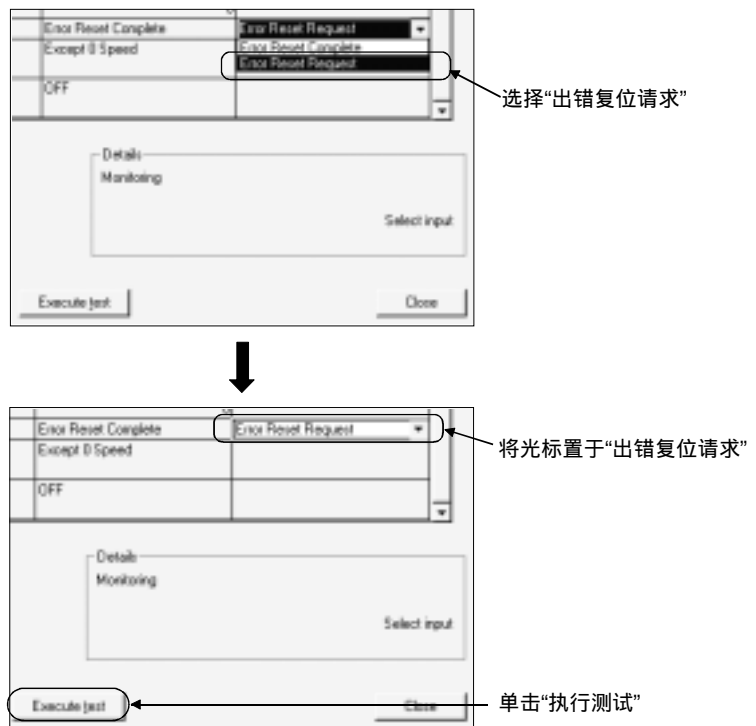 Error Reset Complete
Error Reset Request
Except 0 Speed
Error Reset Complete
Error Reset Request
选择“出错复位请求”
OFF
Details
Monitoring
Select input
Execute test
Close
Error Reset Complete
Error Reset Request
将光标置于“出错复位请求”
Except 0 Speed
OFF
Details
Monitoring
Select input
Execute test
Close
单击“执行测试”